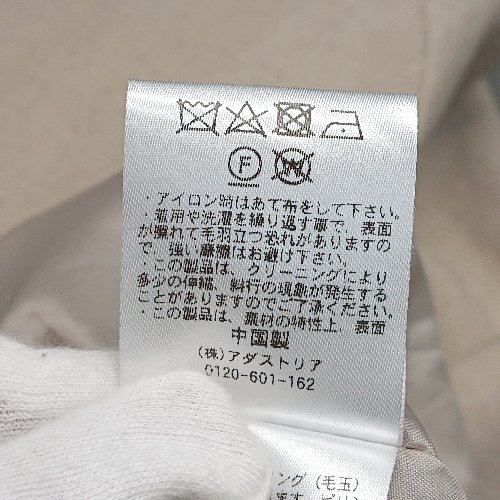 F W
・アイロン時はあて布をして下さい。
・着用や洗濯を繰り返す事で、表面
が擦れて毛羽立つ恐れがありますの
で、強い摩擦はお避け下さい。
・この製品は、クリーニングにより
多少の伸縮、斜行の現象が発生する
ことがありますのでご了承ください。
・この製品は、素材の特性上、表面
中国製
(株)アダストリア
0120-601-162
ング(毛玉)